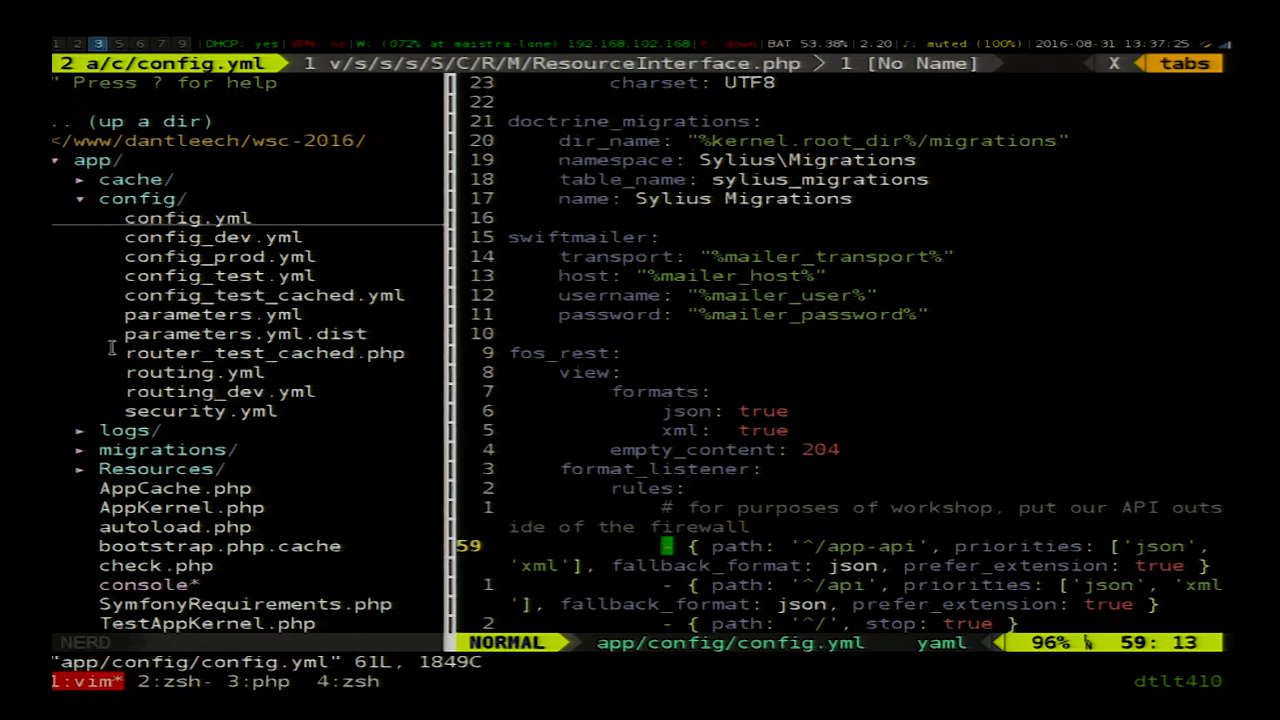 1 2 3 5 6 7 9 DHCP: yes VPN: no W: (072% at maistra-lone) 192.168.102.168 E: down BAT 53.38% 2.20 ♪: muted (100%) 2016-08-31 13:37:25
2 a/c/config.yml 1 v/s/s/s/S/C/R/M/ResourceInterface.php 1 [No Name] X tabs
" Press ? for help
.. (up a dir)
</www/dantleech/wsc-2016/
▾ app/
▸ cache/
▾ config/
config.yml
config_dev.yml
config_prod.yml
config_test.yml
config_test_cached.yml
parameters.yml
parameters.yml.dist
router_test_cached.php
routing.yml
routing_dev.yml
security.yml
▸ logs/
▸ migrations/
▸ Resources/
AppCache.php
AppKernel.php
autoload.php
bootstrap.php.cache
check.php
console*
SymfonyRequirements.php
TestAppKernel.php
NERD
23 charset: UTF8
22
21 doctrine_migrations:
20 dir_name: "%kernel.root_dir%/migrations"
19 namespace: Sylius\Migrations
18 table_name: sylius_migrations
17 name: Sylius Migrations
16
15 swiftmailer:
14 transport: "%mailer_transport%"
13 host: "%mailer_host%"
12 username: "%mailer_user%"
11 password: "%mailer_password%"
10
9 fos_rest:
8 view:
7 formats:
6 json: true
5 xml: true
4 empty_content: 204
3 format_listener:
2 rules:
1 # for purposes of workshop, put our API outs
ide of the firewall
59 - { path: '^/app-api', priorities: ['json',
'xml'], fallback_format: json, prefer_extension: true }
1 - { path: '^/api', priorities: ['json', 'xml
'], fallback_format: json, prefer_extension: true }
2 - { path: '^/', stop: true }
NORMAL app/config/config.yml yaml 96% 59: 13
"app/config/config.yml" 61L, 1849C
1:vim* 2:zsh- 3:php 4:zsh dtlt410